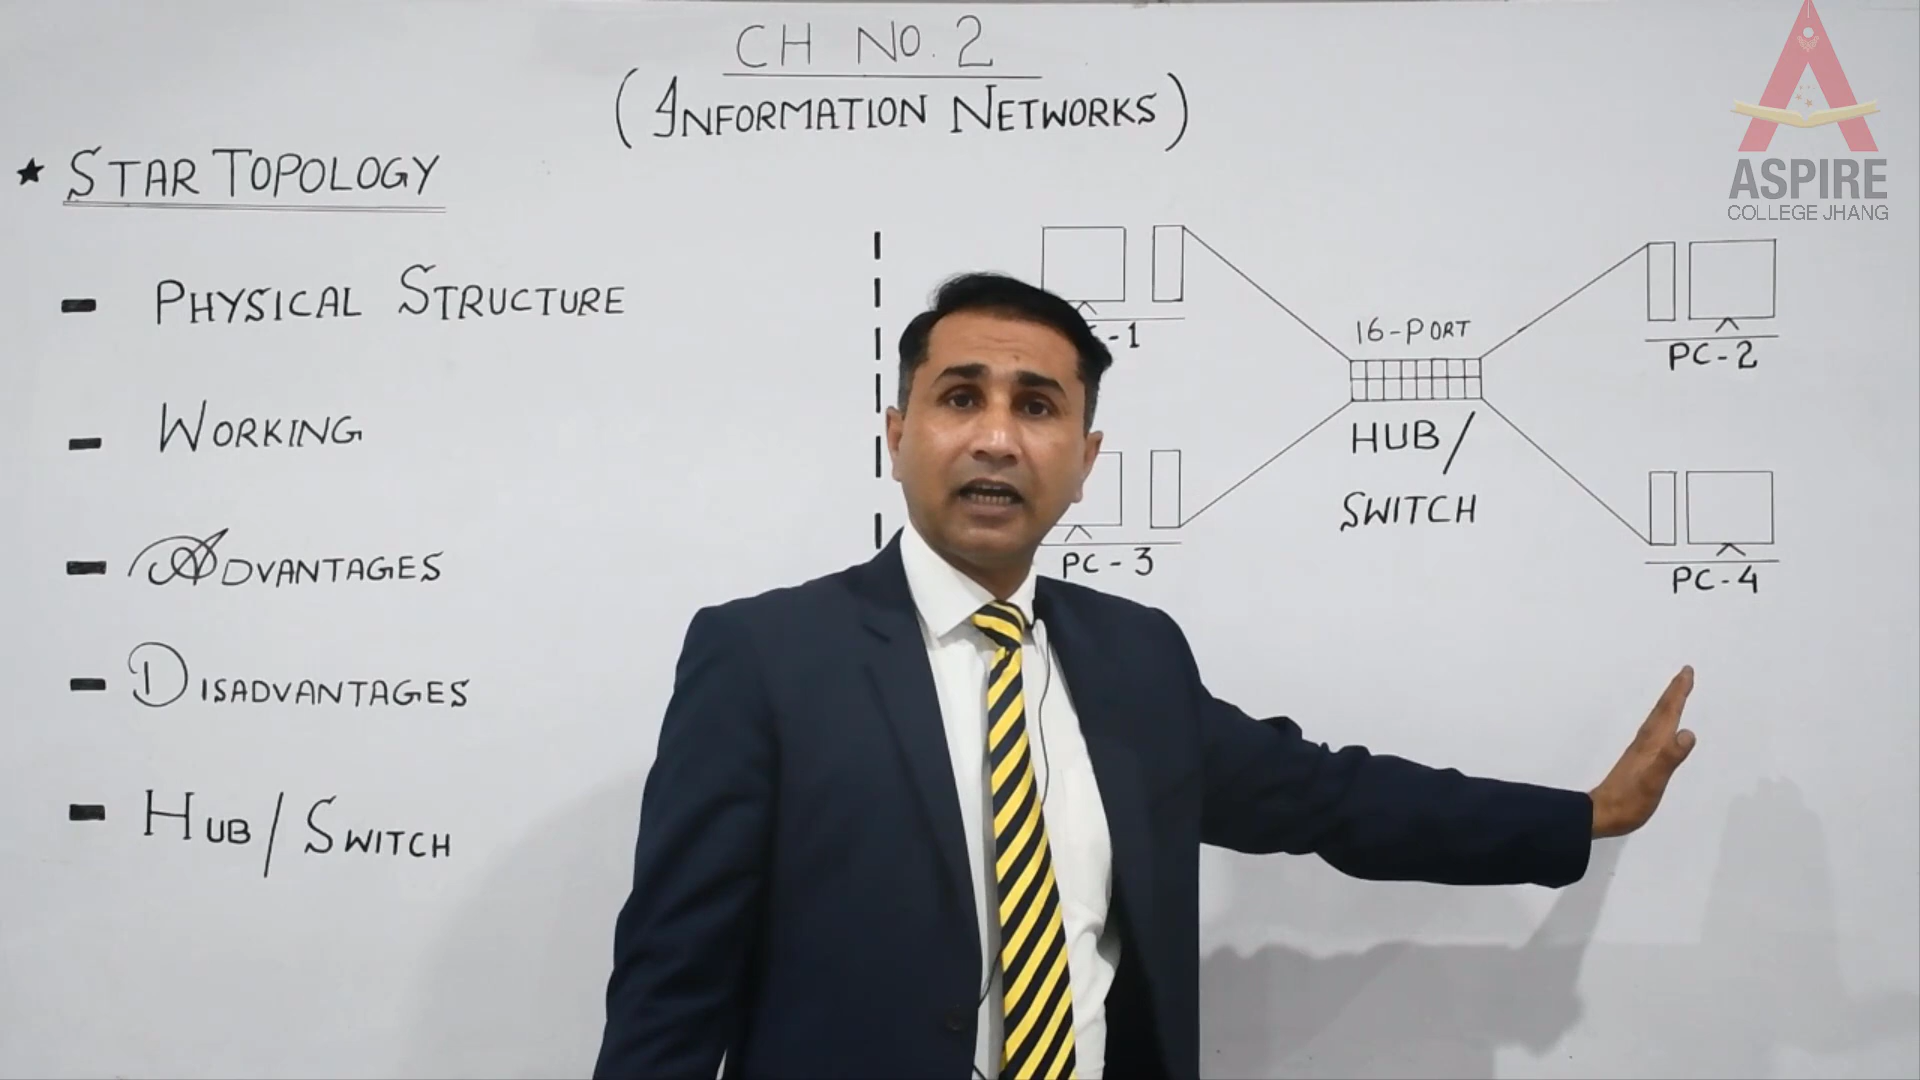 CH NO. 2
(INFORMATION NETWORKS)
★ STAR TOPOLOGY
- PHYSICAL STRUCTURE
- WORKING
- ADVANTAGES
- DISADVANTAGES
- HUB/SWITCH
-1
16-PORT
HUB/
SWITCH
PC-2
PC-3
PC-4
ASPIRE
COLLEGE JHANG